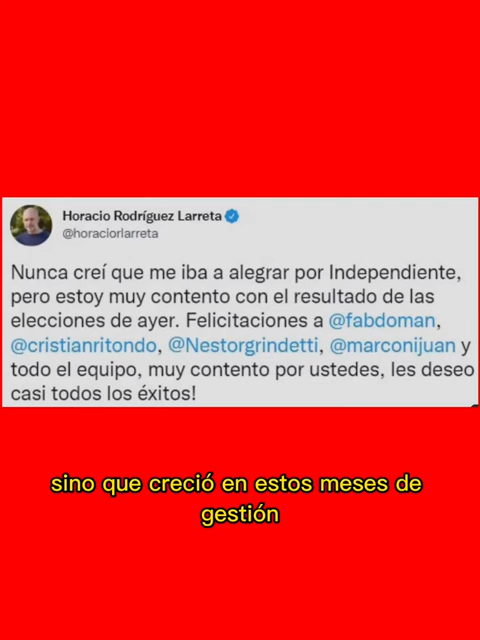 Horacio Rodríguez Larreta
@horaciorlarreta
Nunca creí que me iba a alegrar por Independiente,
pero estoy muy contento con el resultado de las
elecciones de ayer. Felicitaciones a @fabdoman,
@cristianritondo, @Nestorgrindetti, @marconijuan y
todo el equipo, muy contento por ustedes, les deseo
casi todos los éxitos!
sino que creció en estos meses de
gestión